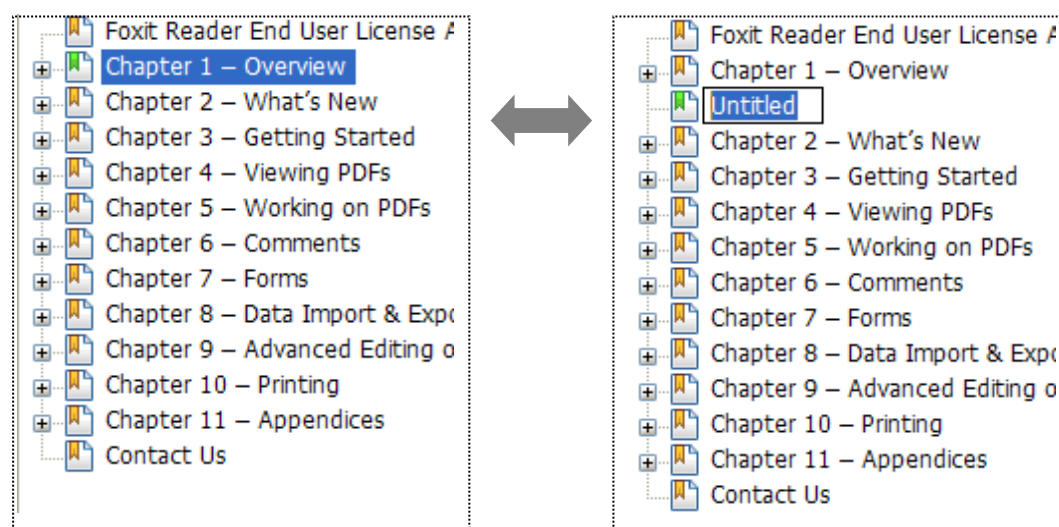 Foxit Reader End User License A
Chapter 1 – Overview
Chapter 2 – What's New
Chapter 3 – Getting Started
Chapter 4 – Viewing PDFs
Chapter 5 – Working on PDFs
Chapter 6 – Comments
Chapter 7 – Forms
Chapter 8 – Data Import & Expo
Chapter 9 – Advanced Editing o
Chapter 10 – Printing
Chapter 11 – Appendices
Contact Us
Foxit Reader End User License A
Chapter 1 – Overview
Untitled
Chapter 2 – What's New
Chapter 3 – Getting Started
Chapter 4 – Viewing PDFs
Chapter 5 – Working on PDFs
Chapter 6 – Comments
Chapter 7 – Forms
Chapter 8 – Data Import & Expo
Chapter 9 – Advanced Editing o
Chapter 10 – Printing
Chapter 11 – Appendices
Contact Us